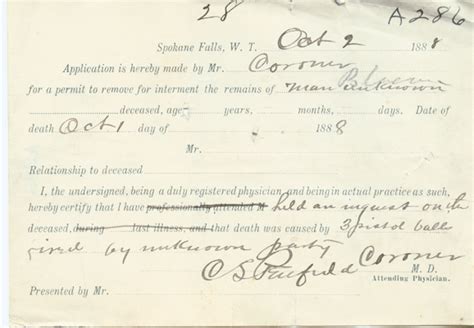 28 A286
Spokane Falls, W. T. Oct 2 1888
Application is hereby made by Mr. Coroner
for a permit to remove for interment the remains of man unknown
deceased, age years, months, days. Date of
death Oct 1 day of 1888
Mr.
Relationship to deceased
I, the undersigned, being a duly registered physician, and being in actual practice as such,
hereby certify that I have professionally attended M held an inquest on the
deceased, during last illness, and that death was caused by 3 pistol balls
fired by unknown party
Coroner
M. D.
Attending Physician.
Presented by Mr.